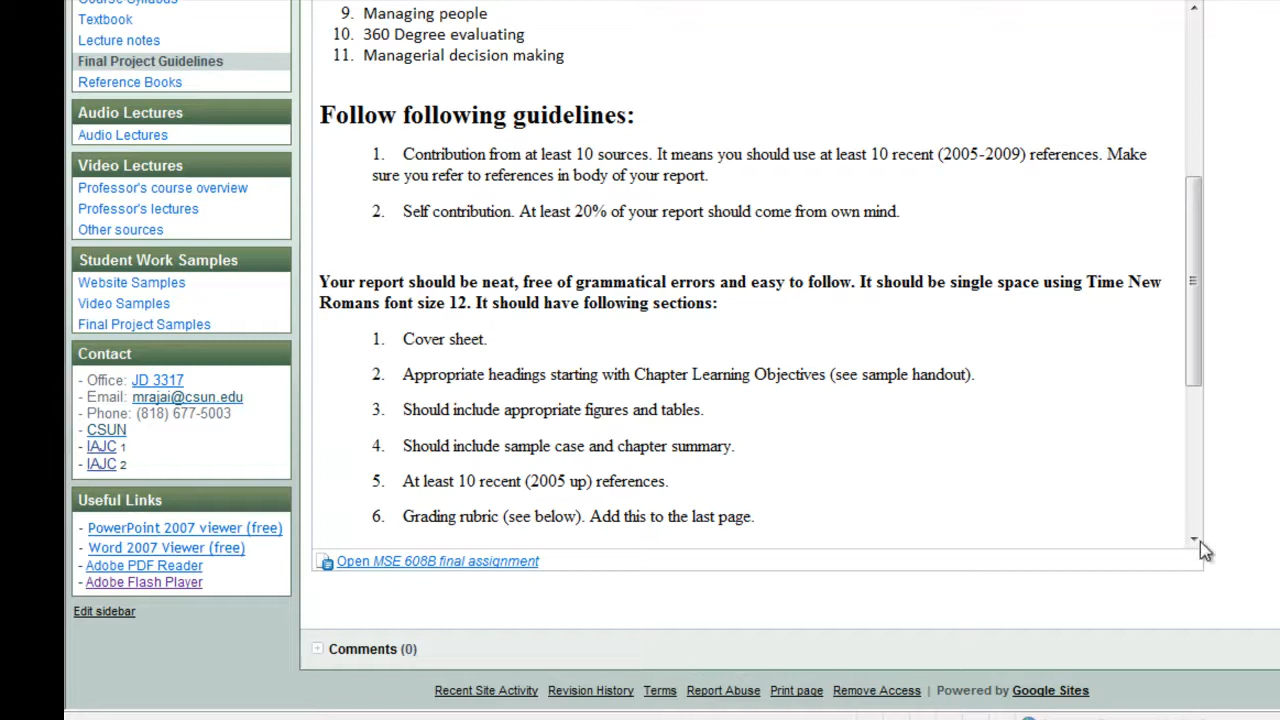 Course Syllabus
Textbook
Lecture notes
Final Project Guidelines
Reference Books
Audio Lectures
Audio Lectures
Video Lectures
Professor's course overview
Professor's lectures
Other sources
Student Work Samples
Website Samples
Video Samples
Final Project Samples
Contact
- Office: JD 3317
- Email: mrajai@csun.edu
- Phone: (818) 677-5003
- CSUN
- IAJC 1
- IAJC 2
Useful Links
- PowerPoint 2007 viewer (free)
- Word 2007 Viewer (free)
- Adobe PDF Reader
- Adobe Flash Player
Edit sidebar
9. Managing people
10. 360 Degree evaluating
11. Managerial decision making
Follow following guidelines:
1. Contribution from at least 10 sources. It means you should use at least 10 recent (2005-2009) references. Make
sure you refer to references in body of your report.
2. Self contribution. At least 20% of your report should come from own mind.
Your report should be neat, free of grammatical errors and easy to follow. It should be single space using Time New
Romans font size 12. It should have following sections:
1. Cover sheet.
2. Appropriate headings starting with Chapter Learning Objectives (see sample handout).
3. Should include appropriate figures and tables.
4. Should include sample case and chapter summary.
5. At least 10 recent (2005 up) references.
6. Grading rubric (see below). Add this to the last page.
Open MSE 608B final assignment
Comments (0)
Recent Site Activity Revision History Terms Report Abuse Print page Remove Access | Powered by Google Sites